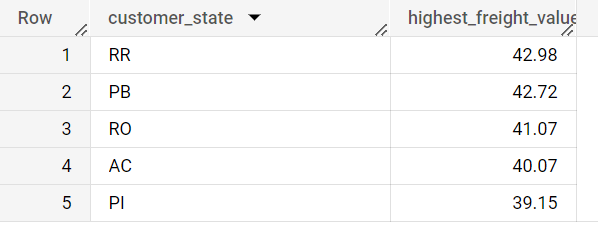 Row customer_state highest_freight_value
1 RR 42.98
2 PB 42.72
3 RO 41.07
4 AC 40.07
5 PI 39.15